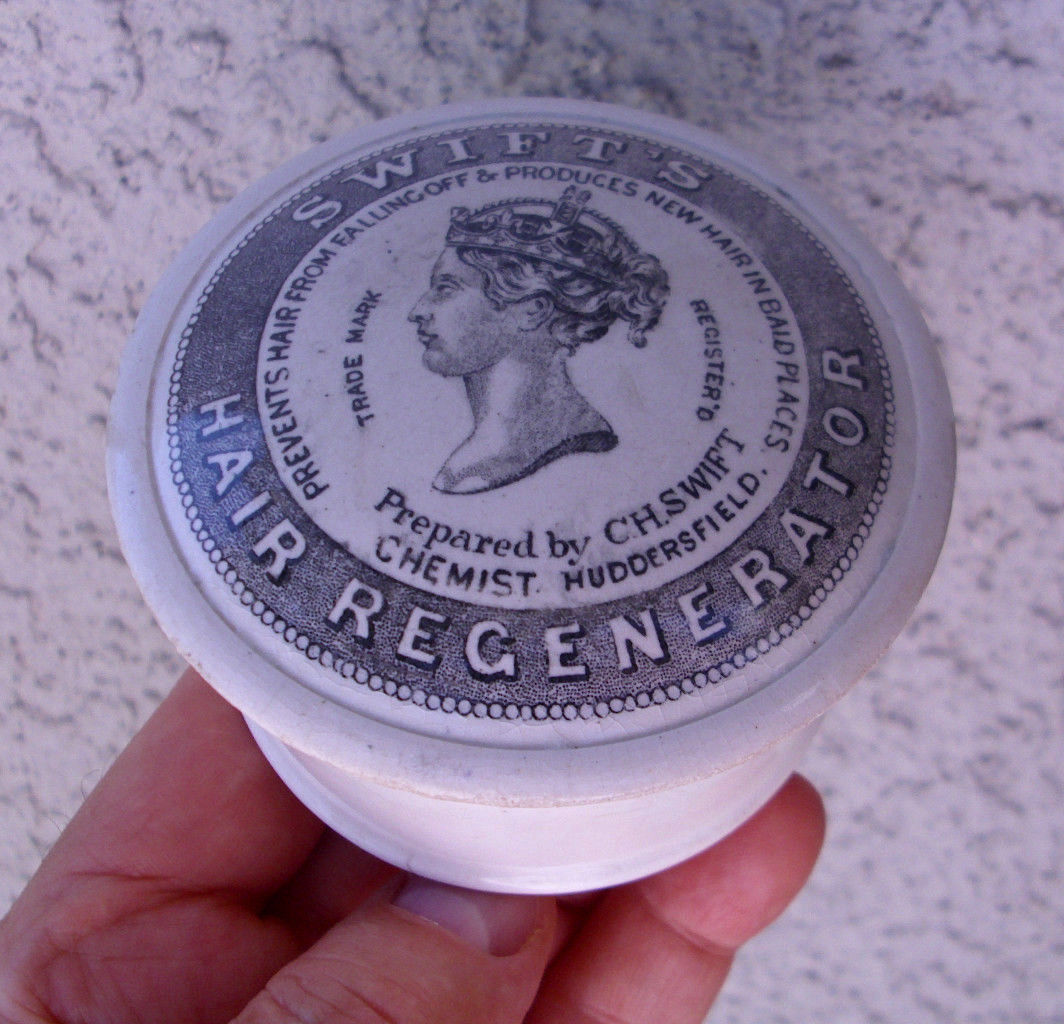 SWIFT'S
PREVENTS HAIR FROM FALLING OFF & PRODUCES NEW HAIR IN BALD PLACES.
TRADE MARK
REGISTER'D
Prepared by CH. SWIFT
CHEMIST. HUDDERSFIELD.
HAIR REGENERATOR